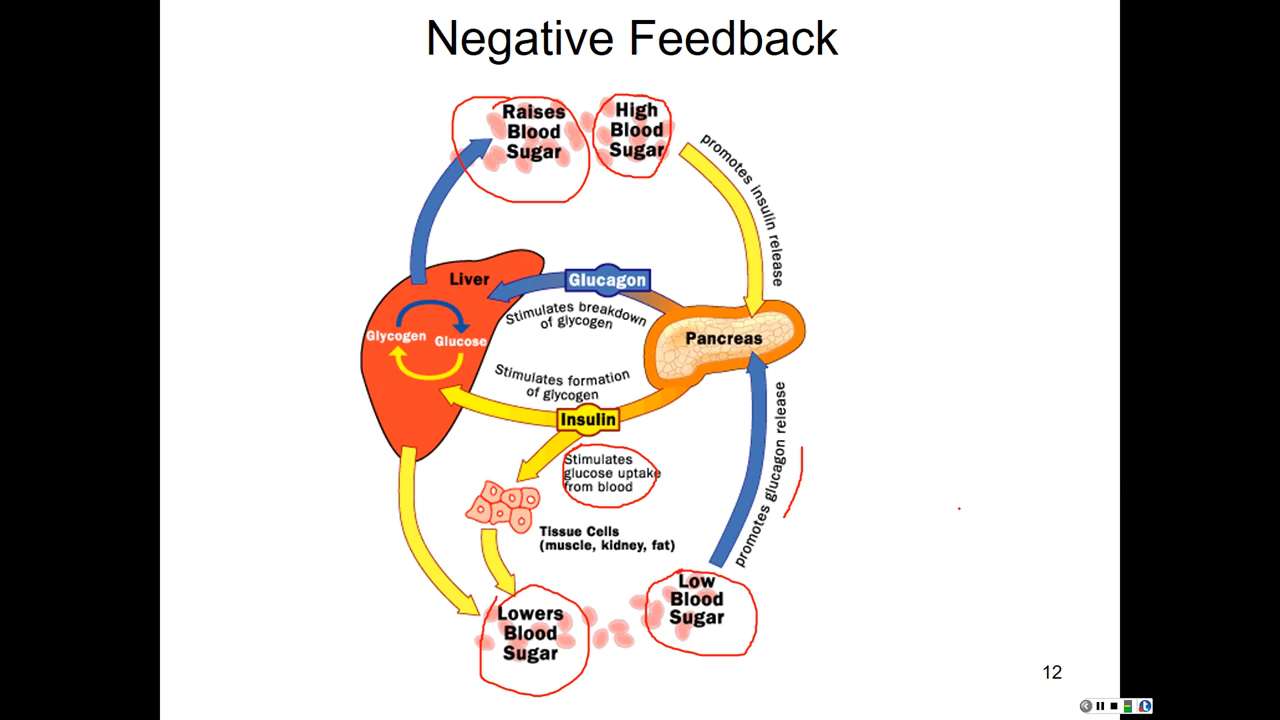 Negative Feedback
Raises
Blood
Sugar
High
Blood
Sugar
promotes insulin release
Liver
Glucagon
Stimulates breakdown
of glycogen
Glycogen
Glucose
Pancreas
Stimulates formation
of glycogen
Insulin
Stimulates
glucose uptake
from blood
promotes glucagon release
Tissue Cells
(muscle, kidney, fat)
Lowers
Blood
Sugar
Low
Blood
Sugar
12